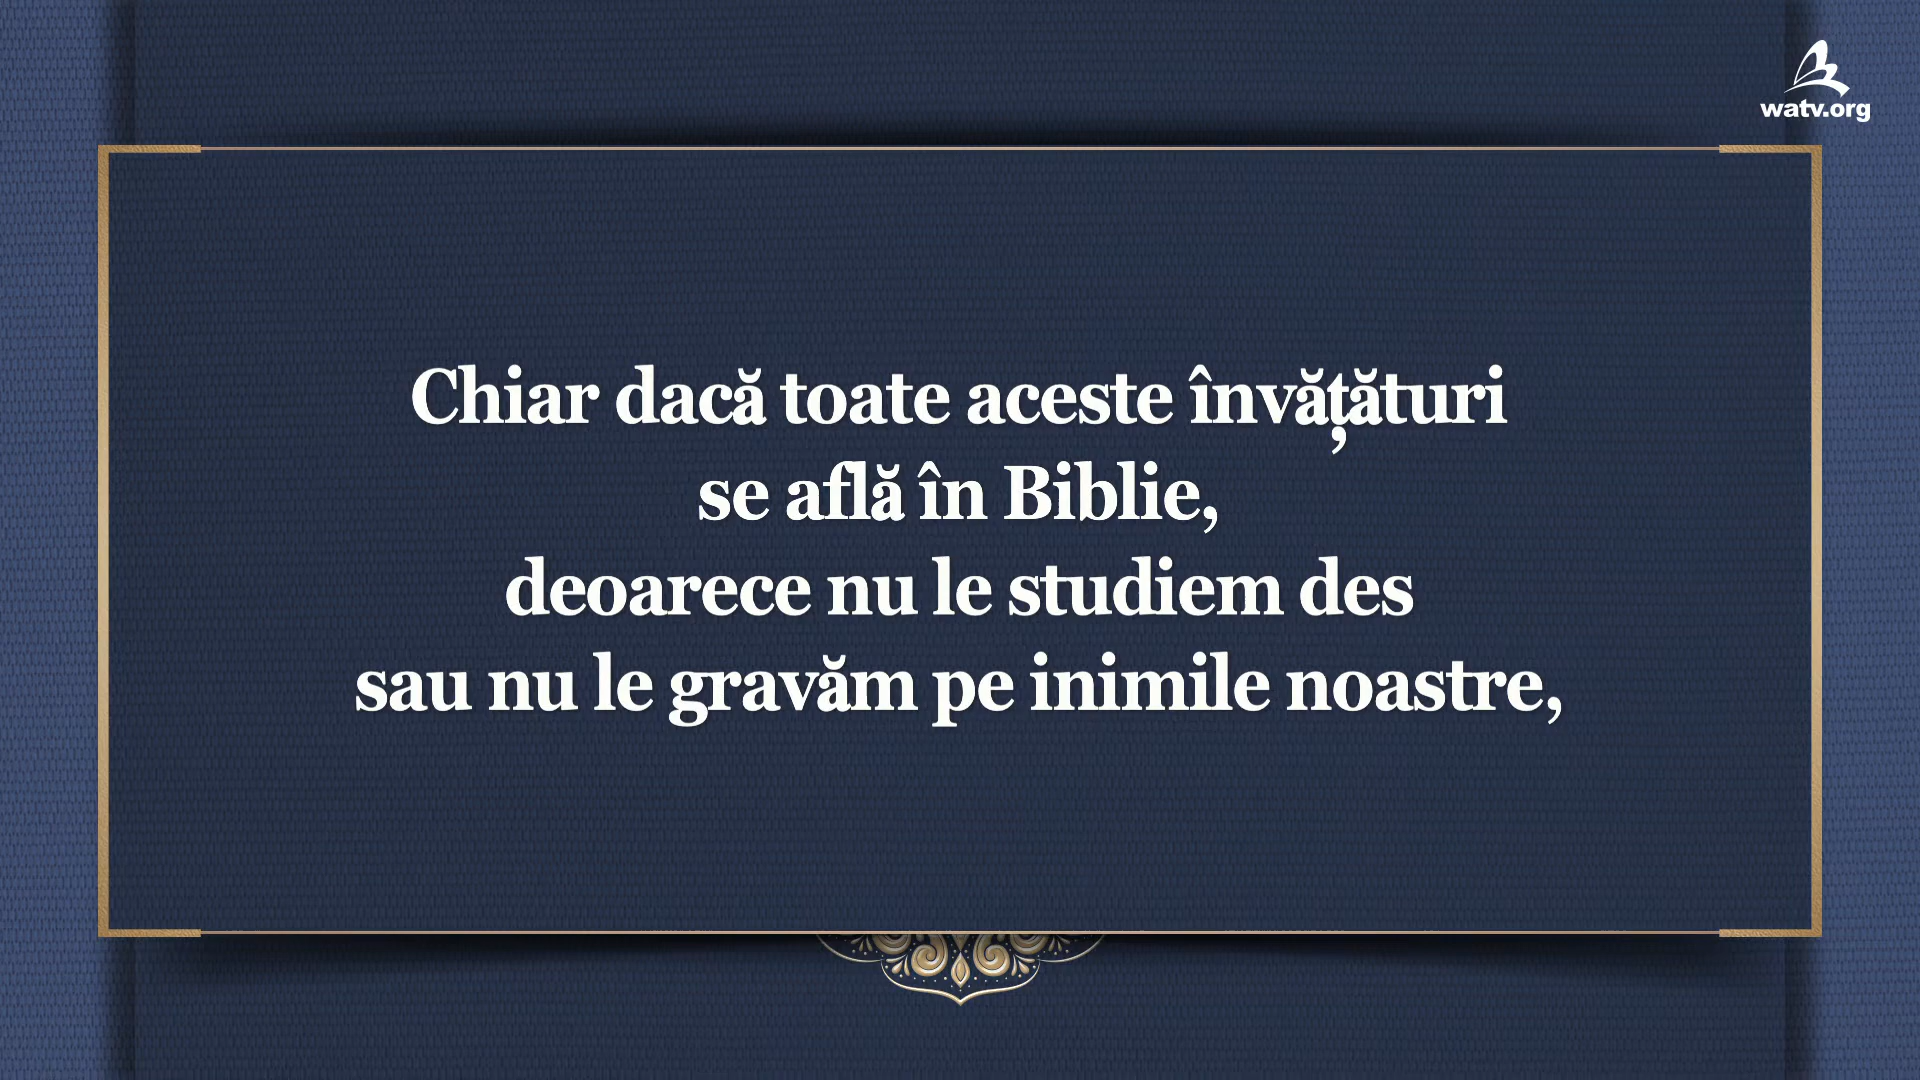 watv.org
Chiar dacă toate aceste învățături
se află în Biblie,
deoarece nu le studiem des
sau nu le gravăm pe inimile noastre,